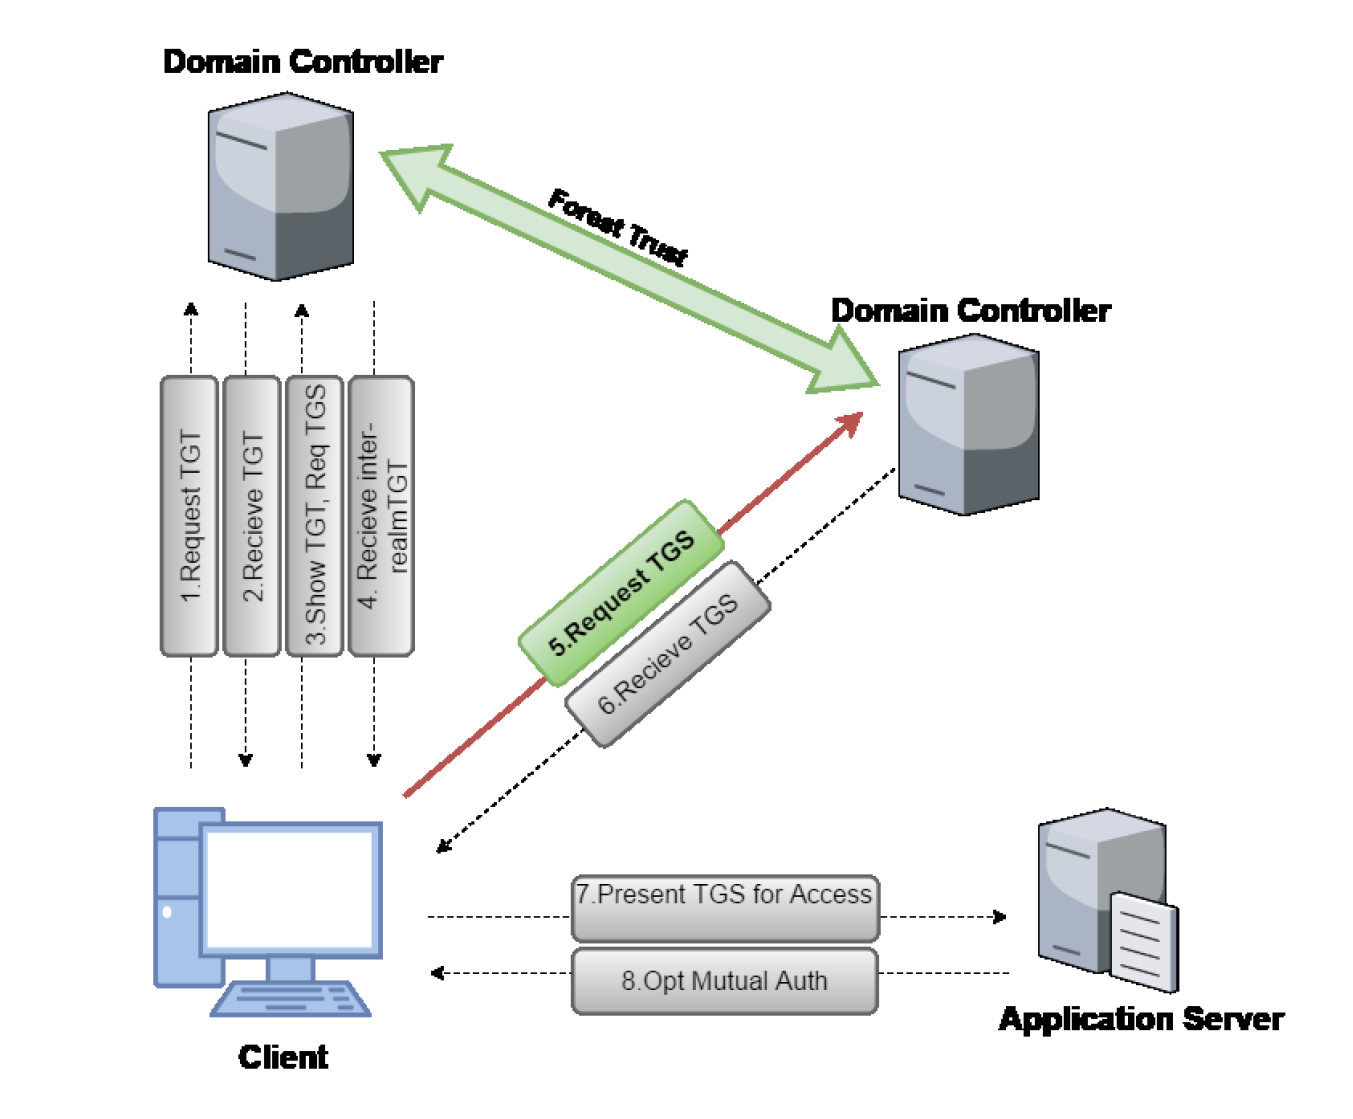 Domain Controller
Forest Trust
Domain Controller
1.Request TGT
2.Recieve TGT
3.Show TGT, Req TGS
4. Recieve inter-
realmTGT
5.Request TGS
6.Recieve TGS
7.Present TGS for Access
8.Opt Mutual Auth
Application Server
Client